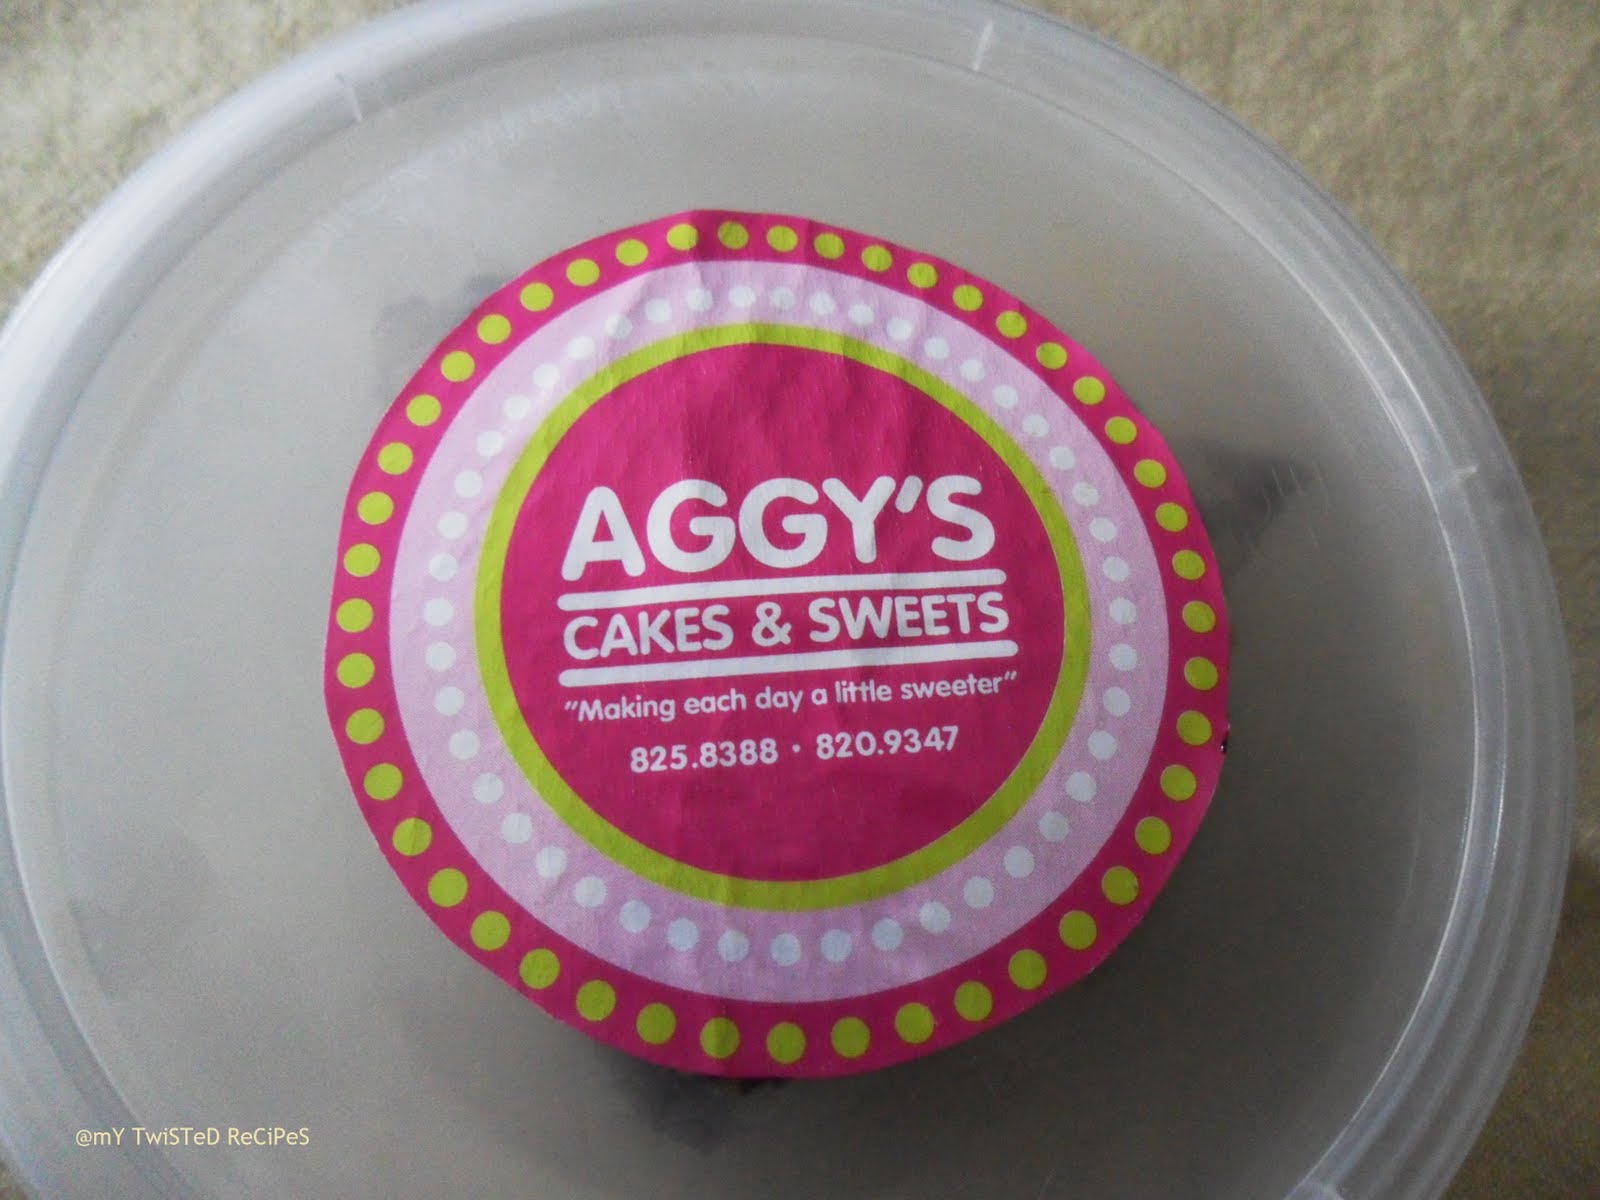 AGGY'S
CAKES & SWEETS
"Making each day a little sweeter"
825.8388 • 820.9347
@mY TwiSTeD ReCiPeS